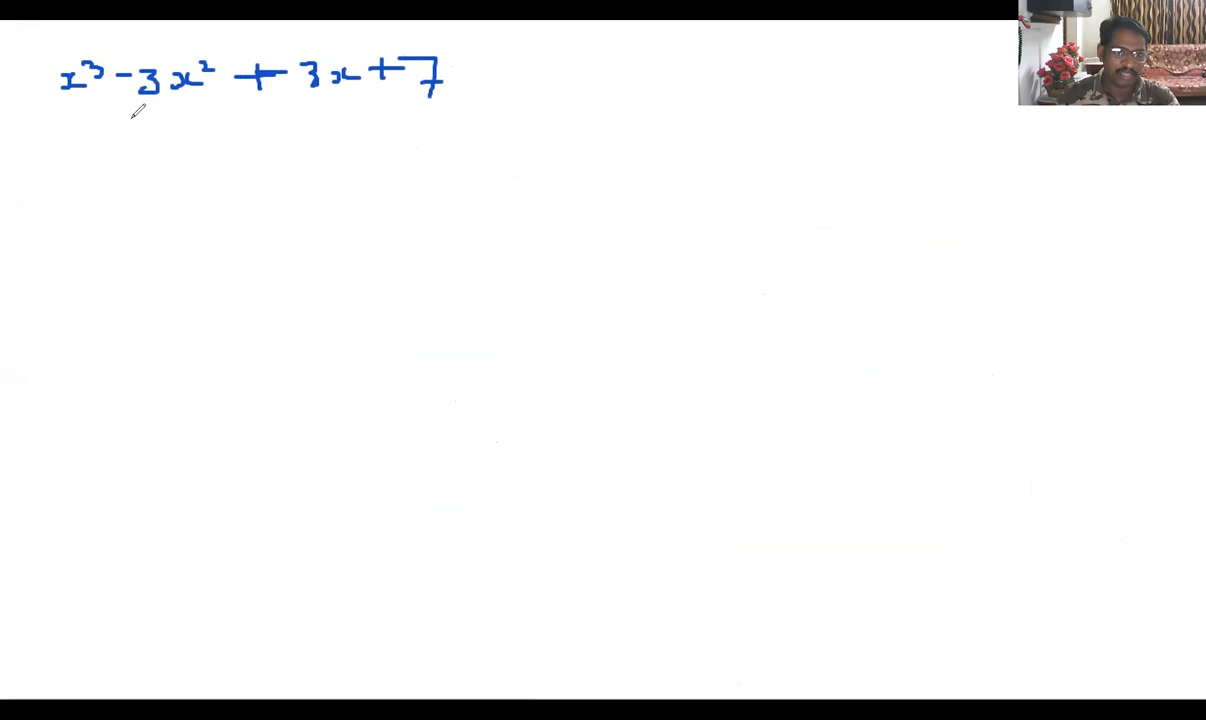 x³ - 3x² + 3x + 7